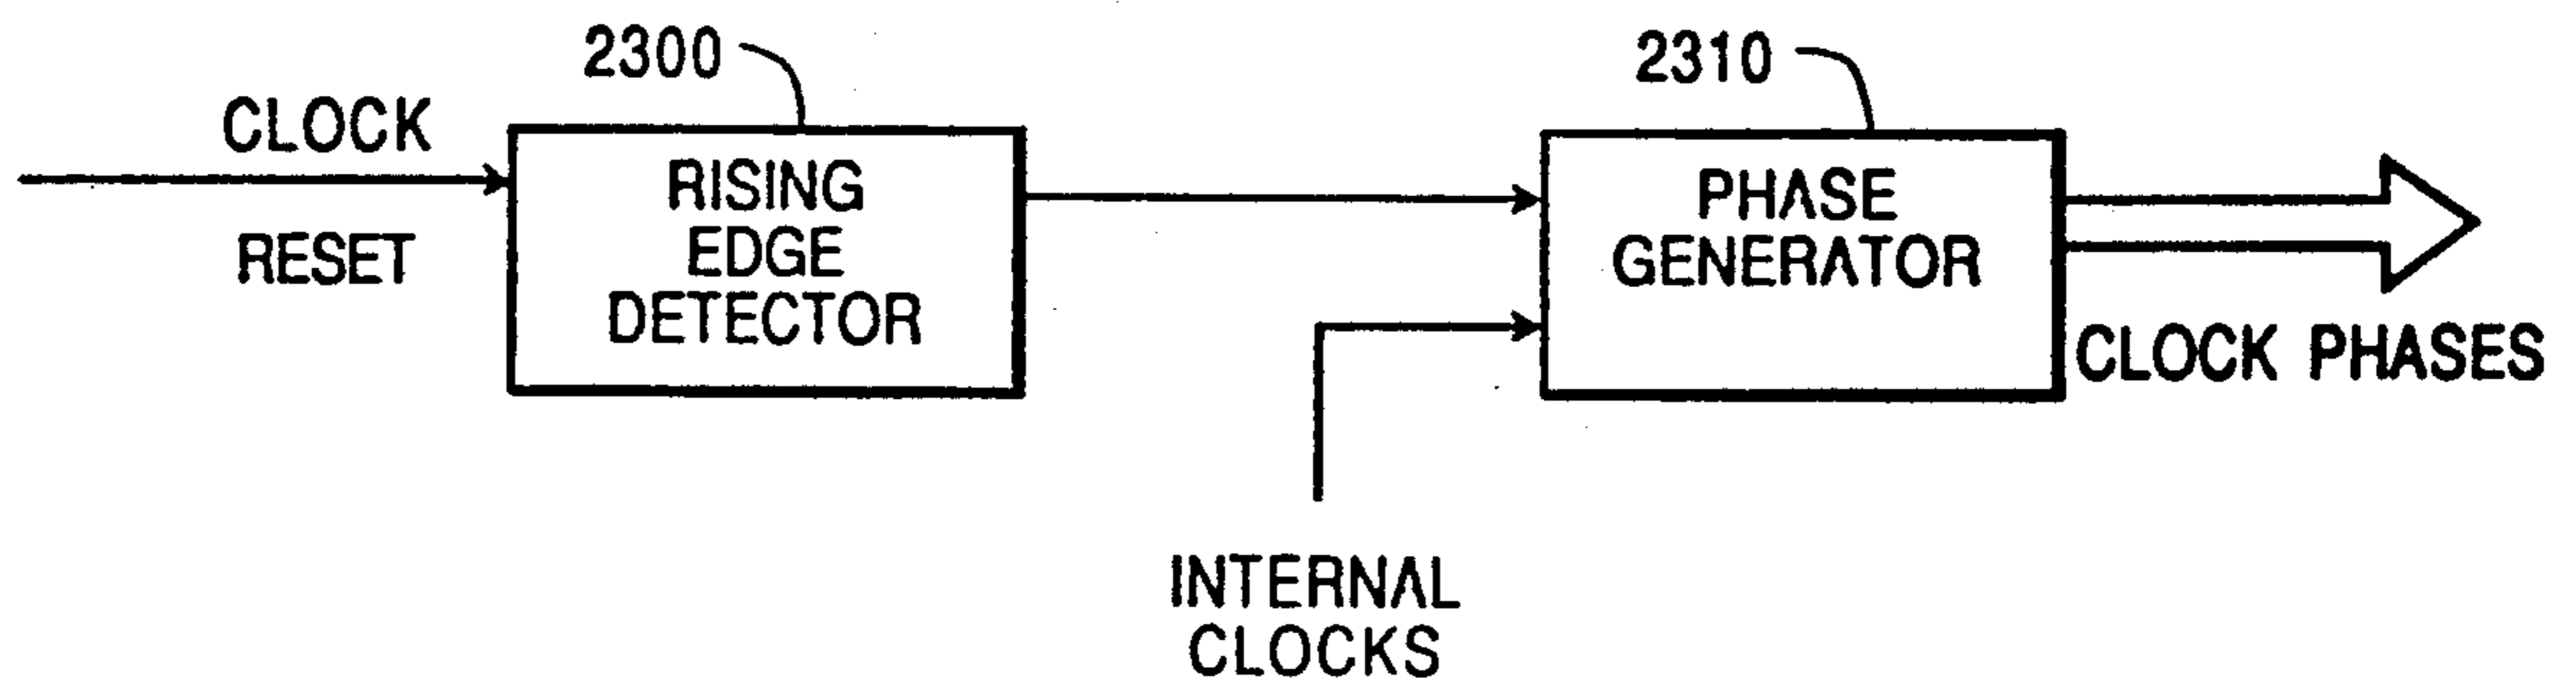 2300
2310
CLOCK
RESET
RISING
EDGE
DETECTOR
PHASE
GENERATOR
CLOCK PHASES
INTERNAL
CLOCKS